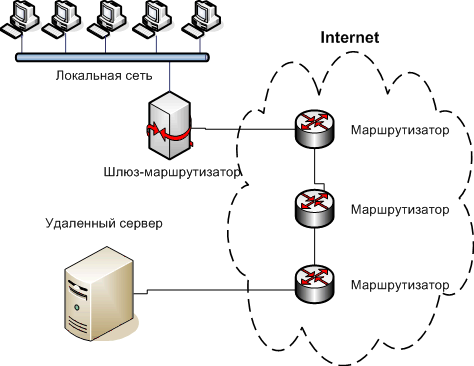 Internet
Локальная сеть
Маршрутизатор
Шлюз-маршрутизатор
Маршрутизатор
Удаленный сервер
Маршрутизатор